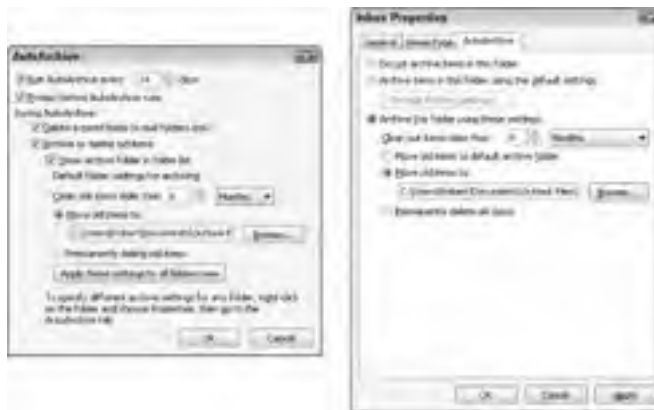 AutoArchive
Run AutoArchive every 14 days
Prompt before AutoArchive runs
During AutoArchive:
Delete expired items (e-mail folders only)
Archive or delete old items
Show archive folder in folder list
Default folder settings for archiving
Clean out items older than 6 Months
Move old items to:
Browse...
Permanently delete old items
Apply these settings to all folders now
To specify different archive settings for any folder, right-click
on the folder and choose Properties, then go to the
AutoArchive tab.
OK Cancel
Inbox Properties
General Home Page AutoArchive
Do not archive items in this folder
Archive items in this folder using the default settings
Archive this folder using these settings:
Clean out items older than Months
Move old items to default archive folder
Move old items to:
Browse...
Permanently delete old items
OK Cancel Apply